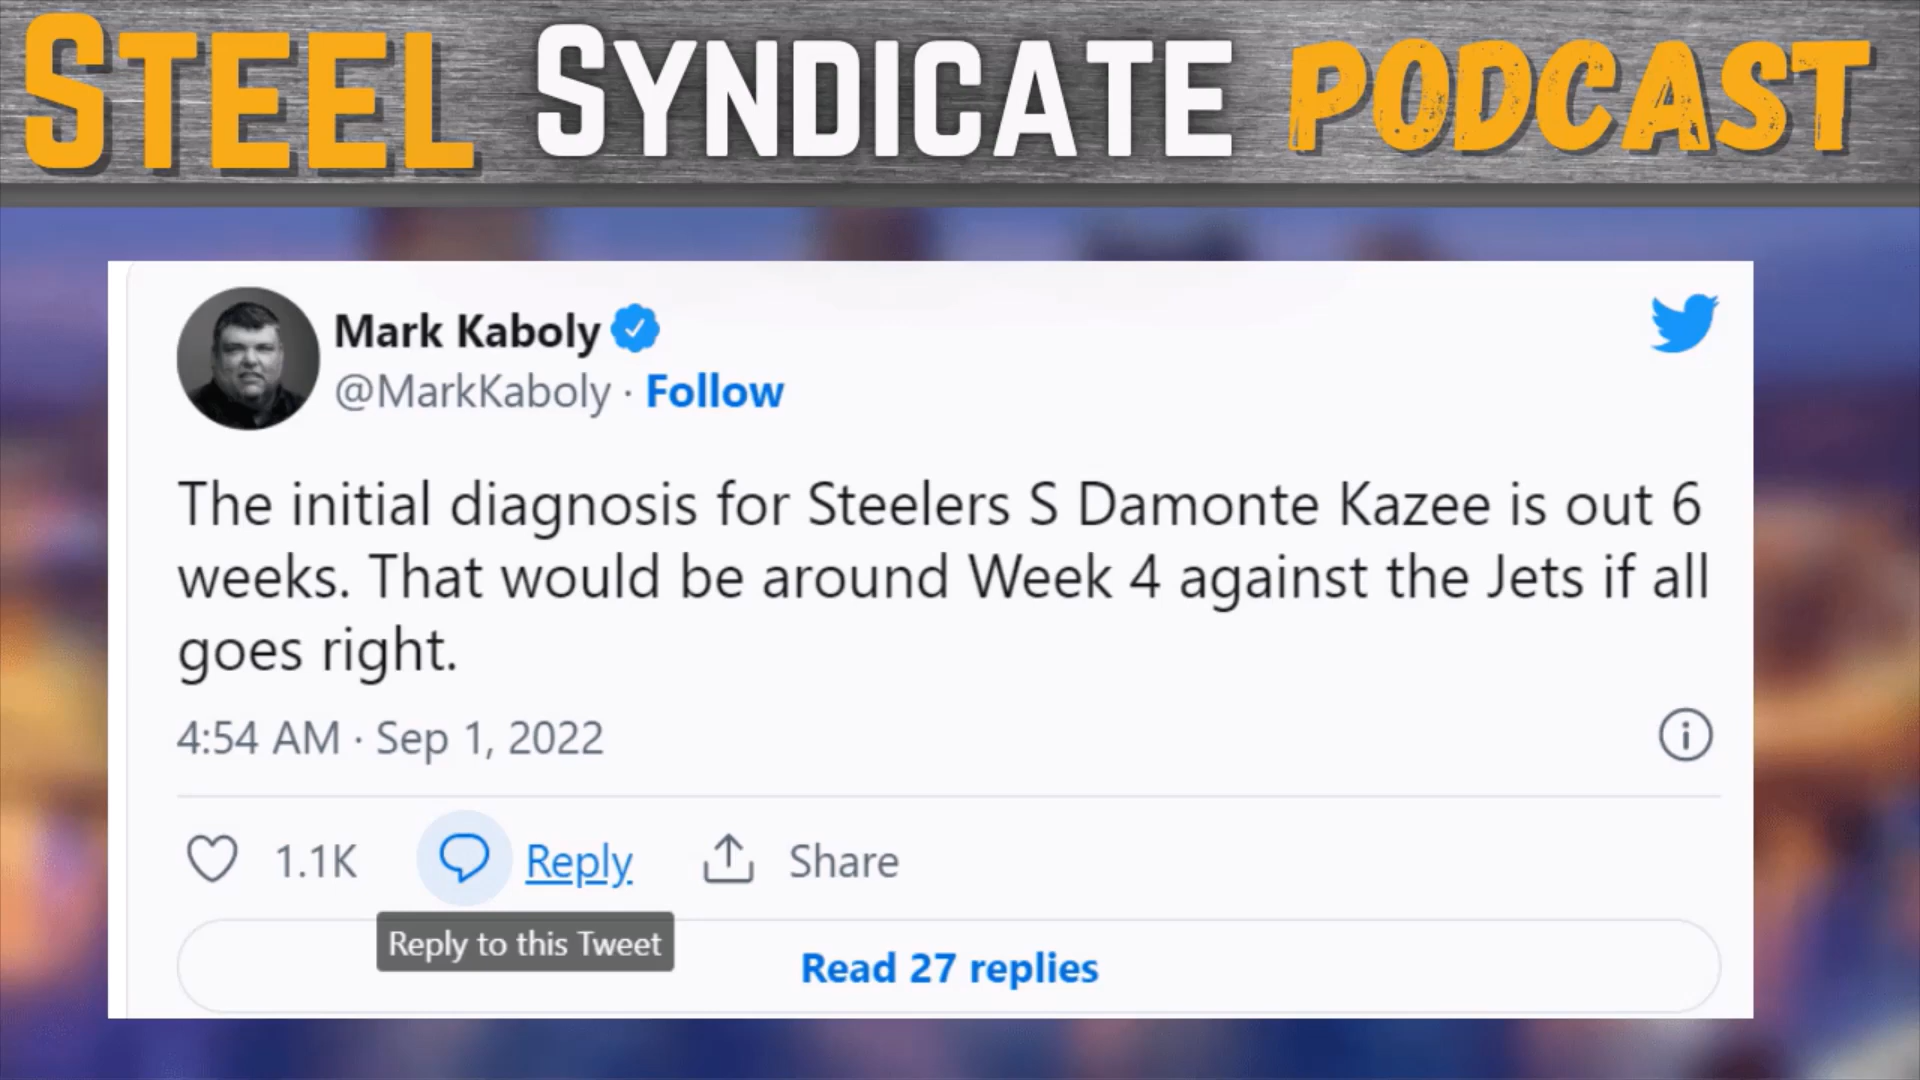 STEEL SYNDICATE PODCAST
Mark Kaboly
@MarkKaboly · Follow
The initial diagnosis for Steelers S Damonte Kazee is out 6
weeks. That would be around Week 4 against the Jets if all
goes right.
4:54 AM · Sep 1, 2022
1.1K Reply Share
Reply to this Tweet
Read 27 replies